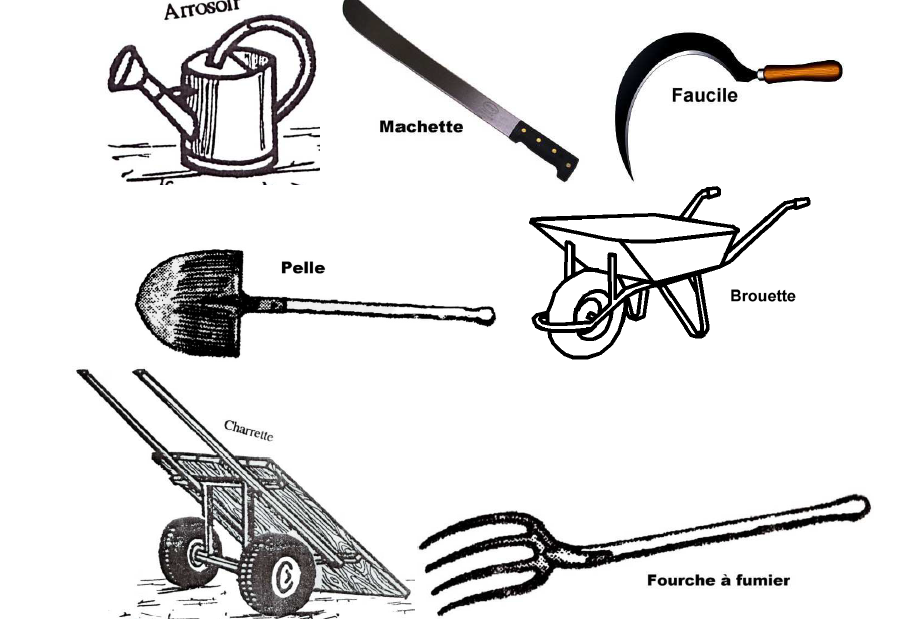 Arrosoir
Machette
Faucile
Pelle
Brouette
Charrette
Fourche à fumier